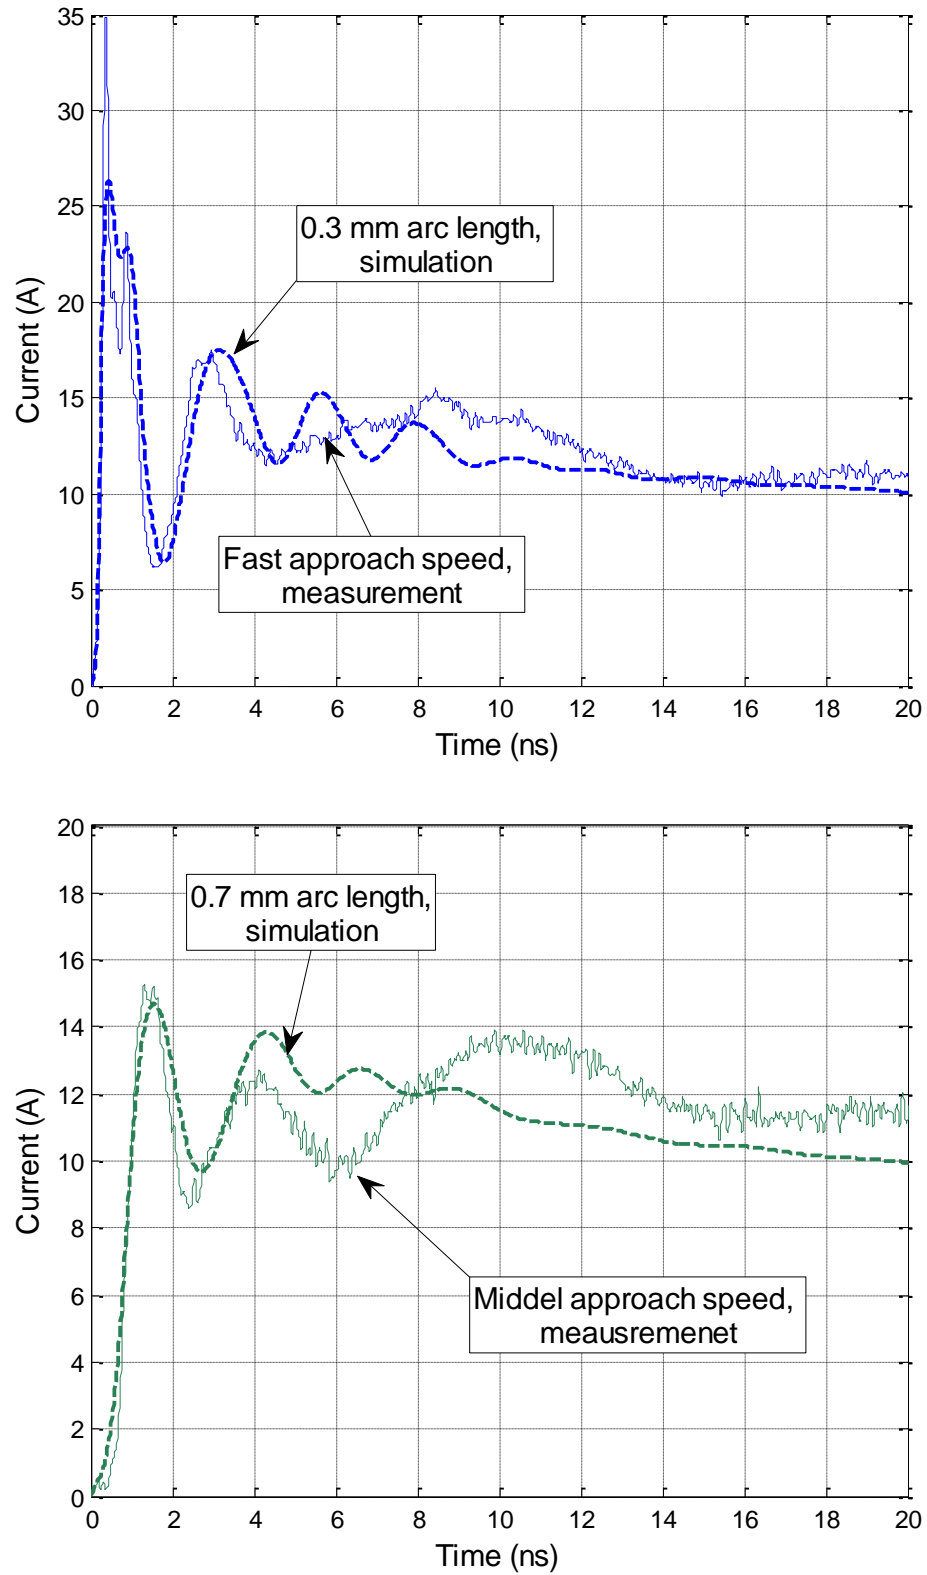 35
30
25
20
15
10
5
0
Current (A)
0.3 mm arc length,
simulation
Fast approach speed,
measurement
0 2 4 6 8 10 12 14 16 18 20
Time (ns)
20
18
16
14
12
10
8
6
4
2
0
Current (A)
0.7 mm arc length,
simulation
Middel approach speed,
meausremenet
0 2 4 6 8 10 12 14 16 18 20
Time (ns)